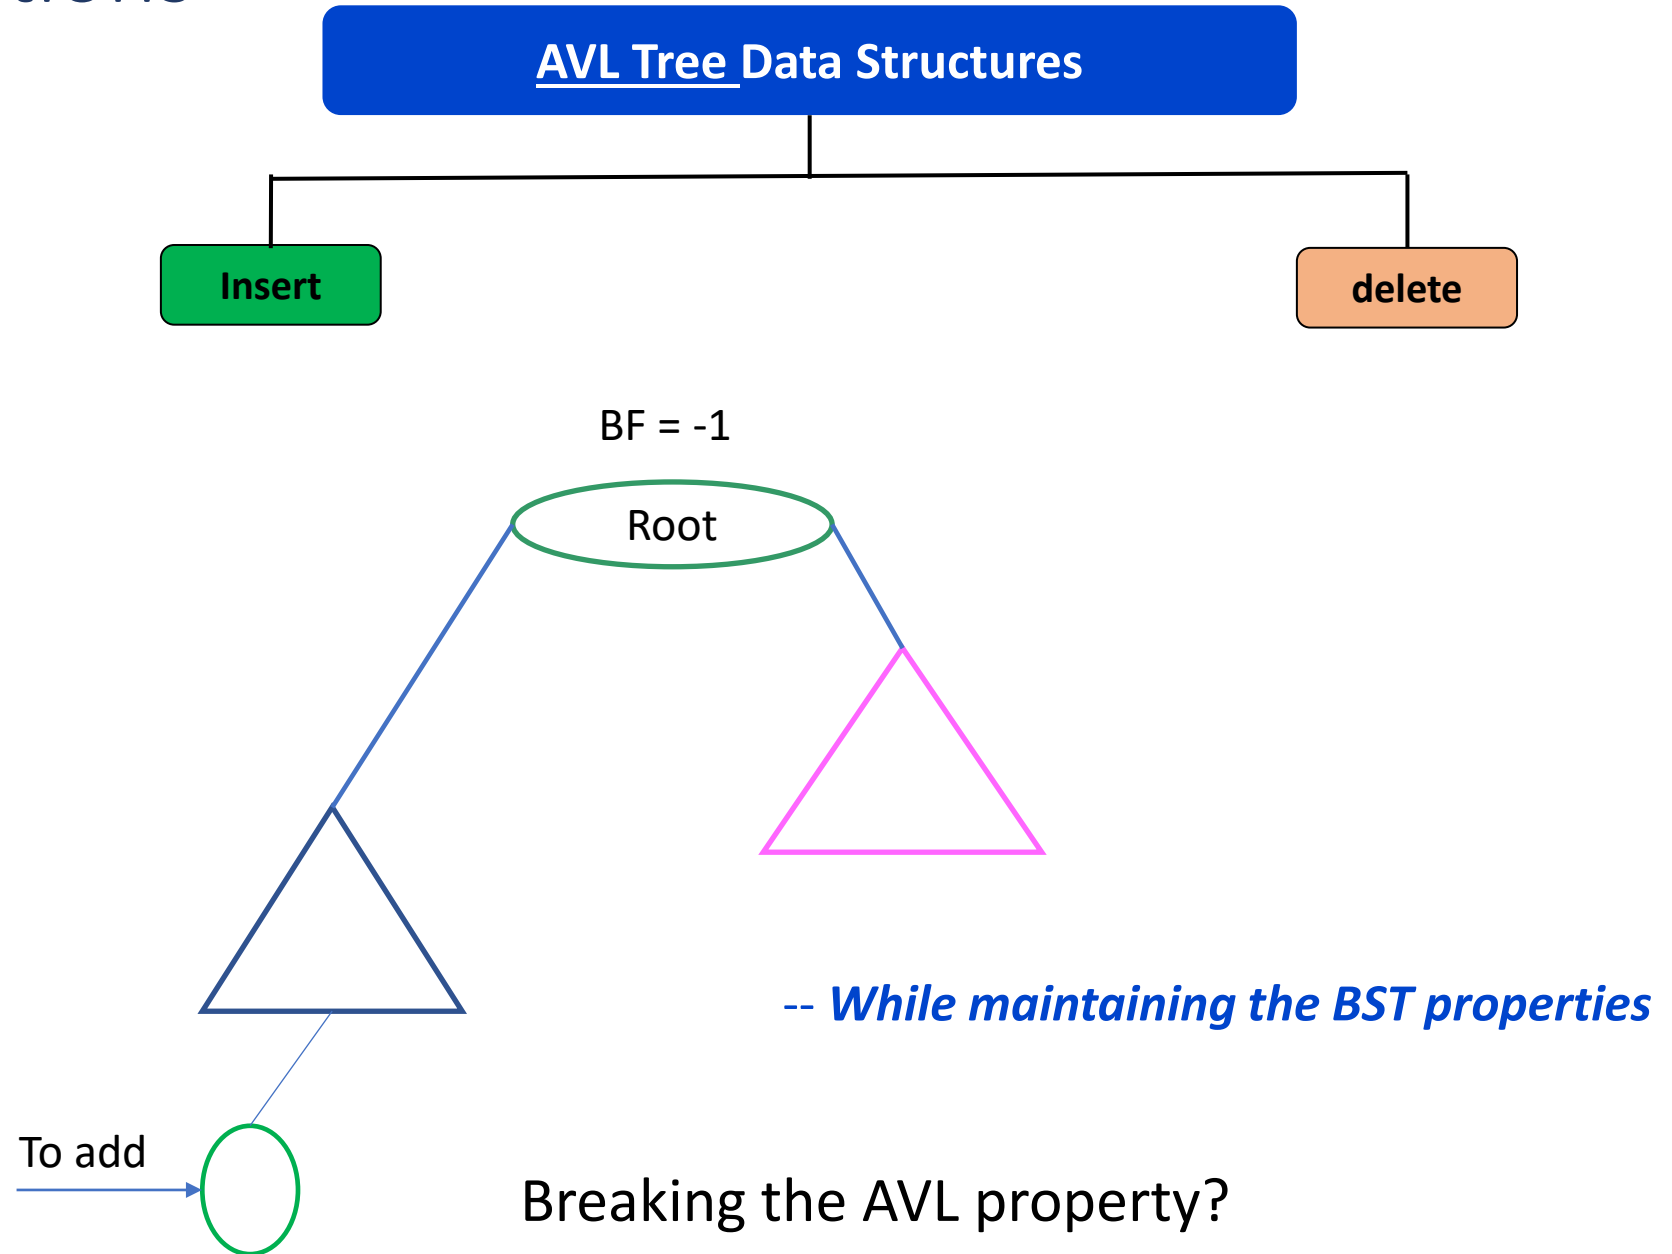 AVL Tree Data Structures
Insert
delete
BF = -1
Root
-- While maintaining the BST properties
To add
Breaking the AVL property?